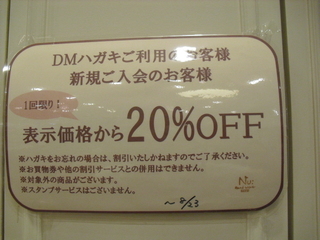 DMハガキご利用のお客様
新規ご入会のお客様
1回限り！
表示価格から20%OFF
※ハガキをお忘れの場合は、割引いたしかねますのでご了承ください。
※お買物券や他の割引サービスとの併用はできません。
※対象外の商品がございます。
※スタンプサービスはございません。
Nur
～8/23